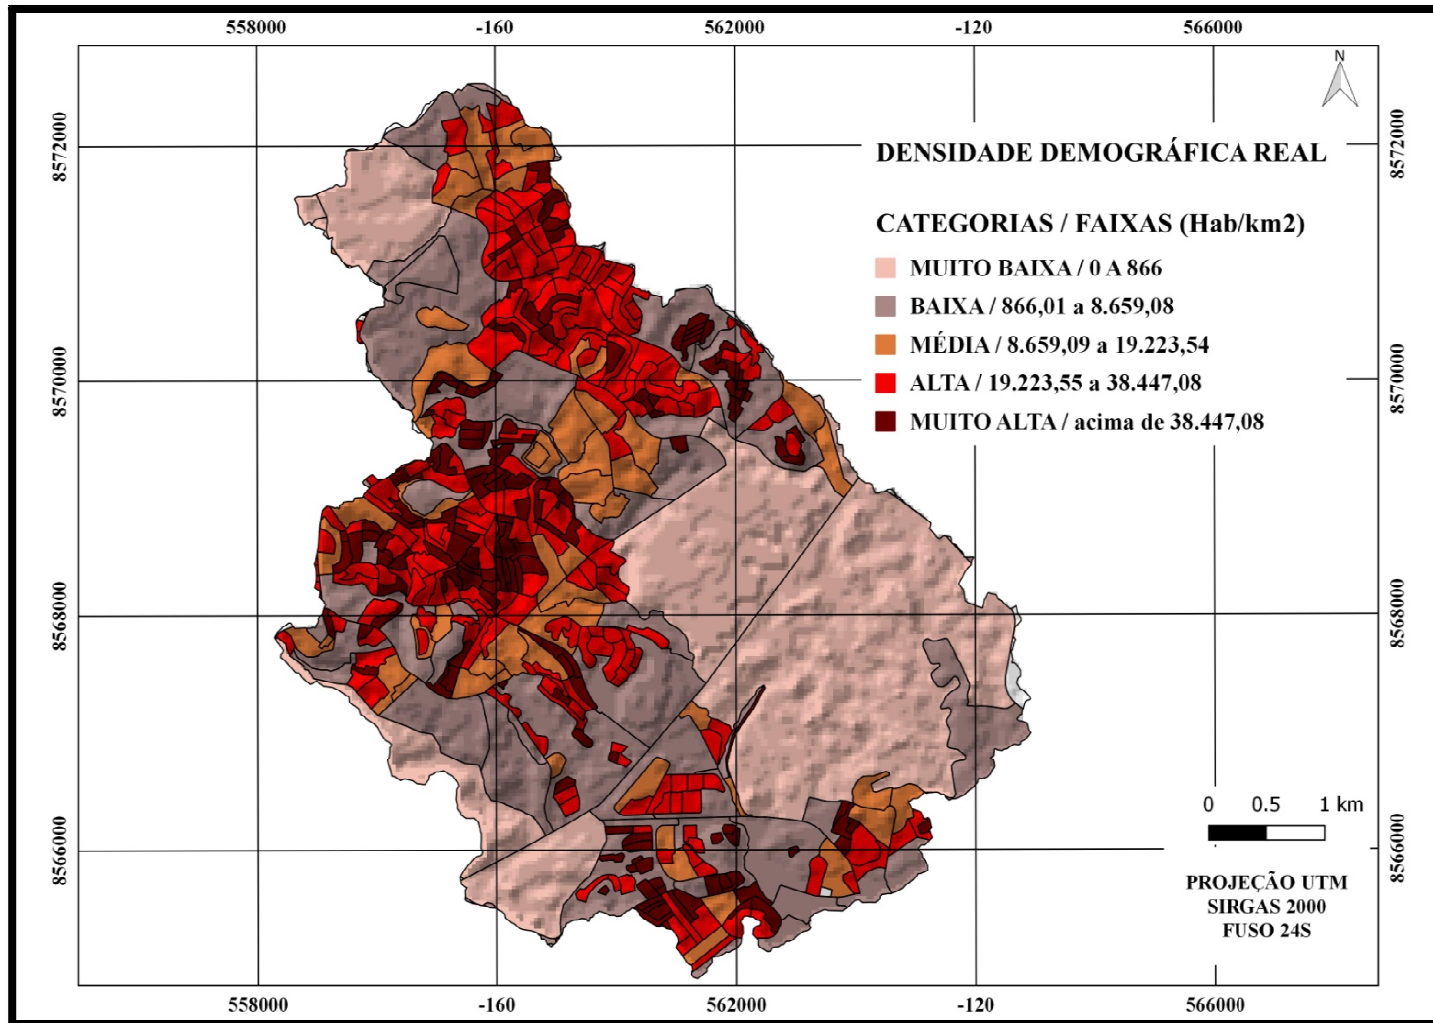 558000 -160 562000 -120 566000
N
8572000 8572000
DENSIDADE DEMOGRÁFICA REAL
CATEGORIAS / FAIXAS (Hab/km2)
MUITO BAIXA / 0 A 866
BAIXA / 866,01 a 8.659,08
MÉDIA / 8.659,09 a 19.223,54
8570000 8570000
ALTA / 19.223,55 a 38.447,08
MUITO ALTA / acima de 38.447,08
8568000 8568000
0 0.5 1 km
8566000 8566000
PROJEÇÃO UTM
SIRGAS 2000
FUSO 24S
558000 -160 562000 -120 566000